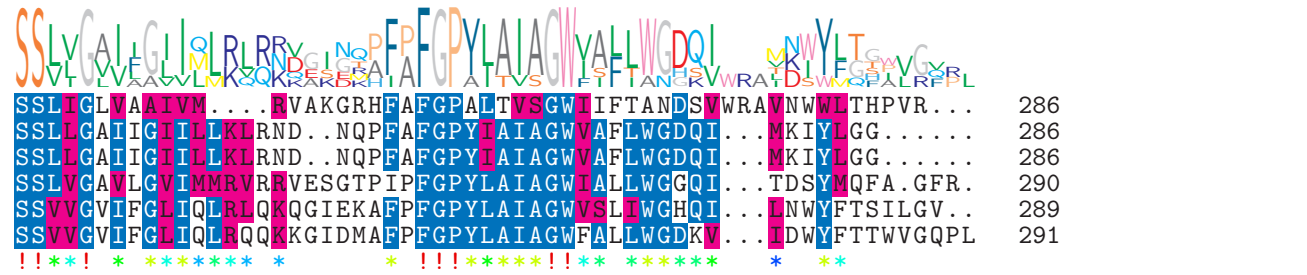 SSLIGLVAAIVM....RVAKGRHFAFGPALTVSGWIIFTANDSVWRAVNWWLTHPVR... 286
SSLLGAIIGIILLKLRND..NQPFAFGPYIAIAGWVAFLWGDQI...MKIYLGG...... 286
SSLLGAIIGIILLKLRND..NQPFAFGPYIAIAGWVAFLWGDQI...MKIYLGG...... 286
SSLVGAVLGVIMMRVRRVESGTPIPFGPYLAIAGWIALLWGGQI...TDSYMQFA.GFR. 290
SSVVGVIFGLIQLRLQKQGIEKAFPFGPYLAIAGWVSLIWGHQI...LNWYFTSILGV.. 289
SSVVGVIFGLIQLRQQKKGIDMAFPFGPYLAIAGWFALLWGDKV...IDWYFTTWVGQPL 291
!!**! * ******* * * !!!*****!!** ****** * **